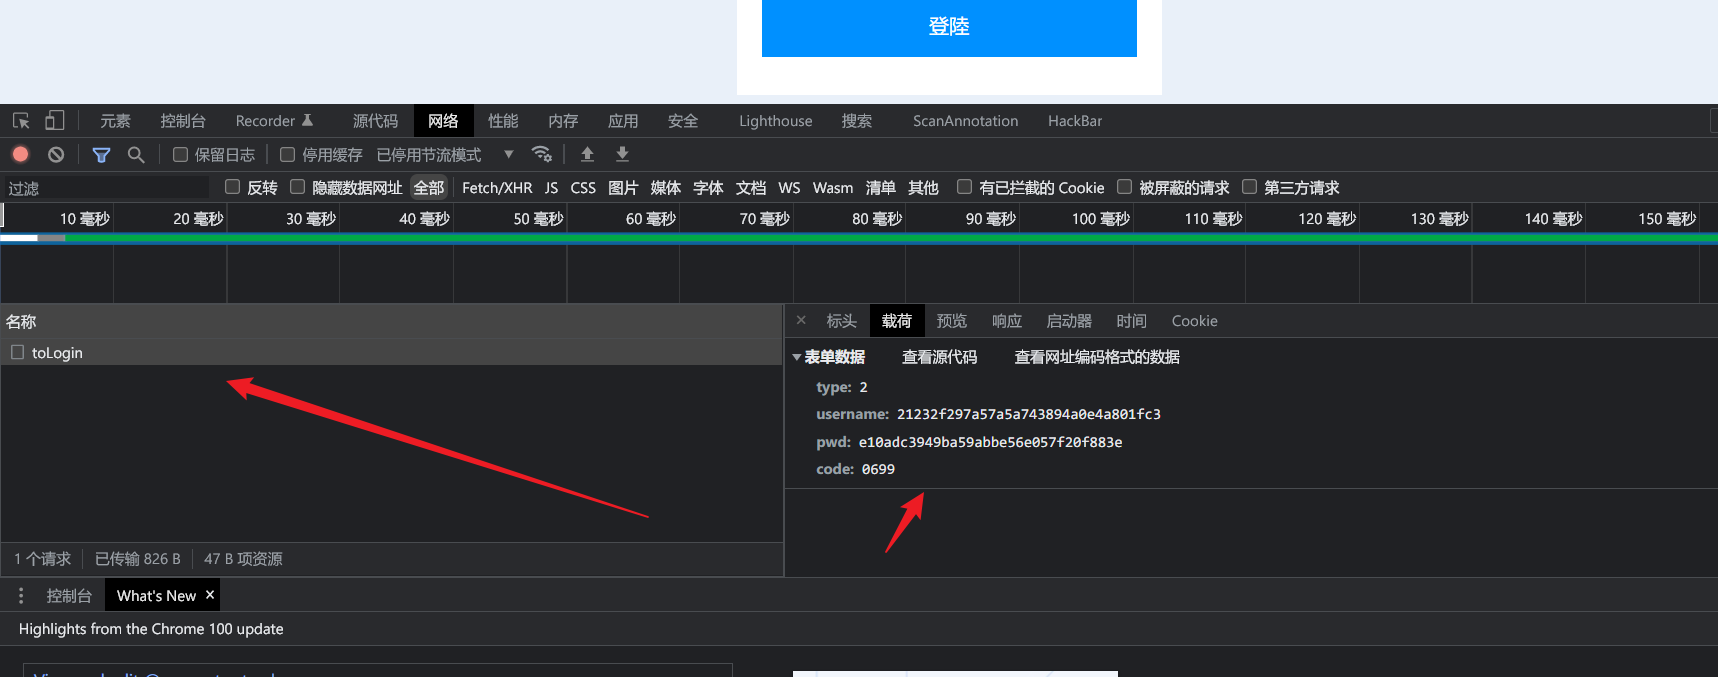 登陸
元素 控制台 Recorder 源代码 网络 性能 内存 应用 安全 Lighthouse 搜索 ScanAnnotation HackBar
保留日志 停用缓存 已停用节流模式
过滤 反转 隐藏数据网址 全部 Fetch/XHR JS CSS 图片 媒体 字体 文档 WS Wasm 清单 其他 有已拦截的 Cookie 被屏蔽的请求 第三方请求
10 毫秒 20 毫秒 30 毫秒 40 毫秒 50 毫秒 60 毫秒 70 毫秒 80 毫秒 90 毫秒 100 毫秒 110 毫秒 120 毫秒 130 毫秒 140 毫秒 150 毫秒
名称
toLogin
× 标头 载荷 预览 响应 启动器 时间 Cookie
表单数据 查看源代码 查看网址编码格式的数据
type: 2
username: 21232f297a57a5a743894a0e4a801fc3
pwd: e10adc3949ba59abbe56e057f20f883e
code: 0699
1 个请求 已传输 826 B 47 B 项资源
控制台 What's New ×
Highlights from the Chrome 100 update